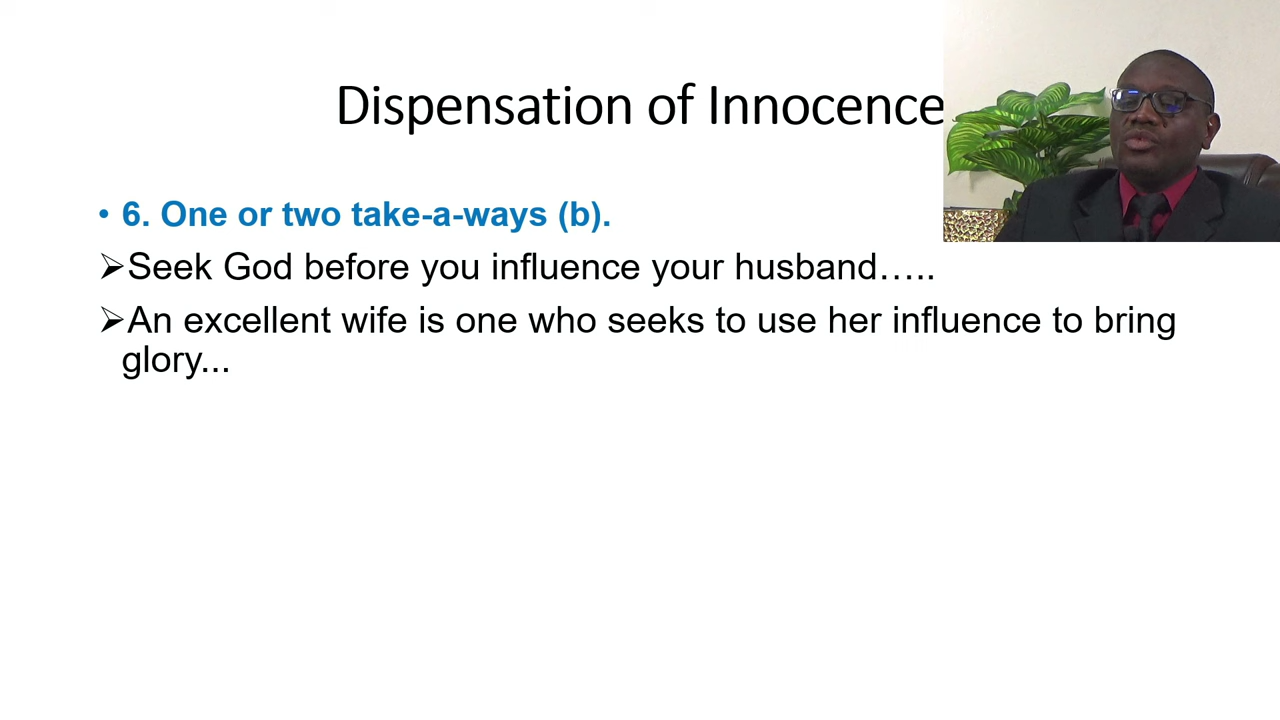 Dispensation of Innocence
• 6. One or two take-a-ways (b).
➢Seek God before you influence your husband…..
➢An excellent wife is one who seeks to use her influence to bring
glory...